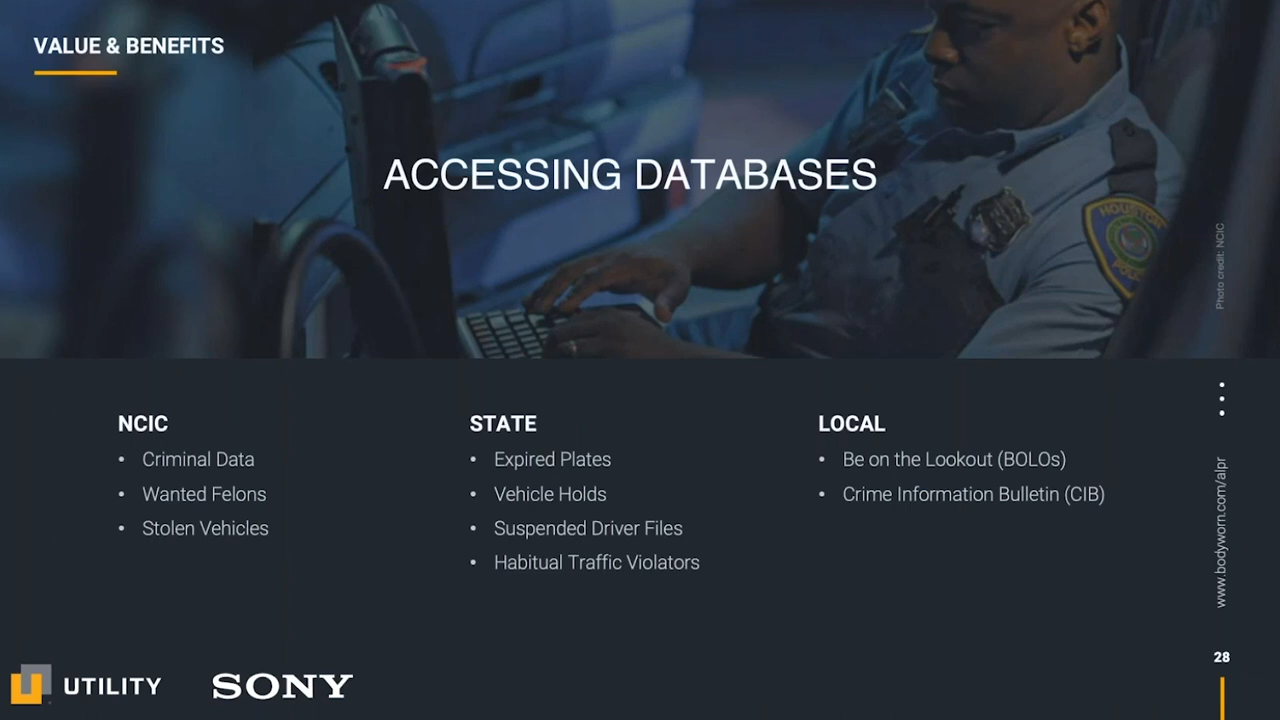 VALUE & BENEFITS
ACCESSING DATABASES
HOUSTON
POLICE
Photo credit: NCIC
NCIC
• Criminal Data
• Wanted Felons
• Stolen Vehicles
STATE
• Expired Plates
• Vehicle Holds
• Suspended Driver Files
• Habitual Traffic Violators
LOCAL
• Be on the Lookout (BOLOs)
• Crime Information Bulletin (CIB)
www.bodyworn.com/alpr
28
UTILITY
SONY